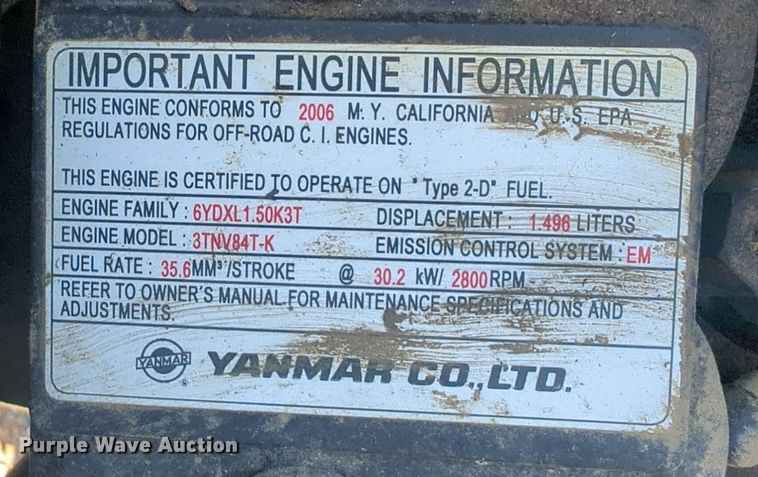 IMPORTANT ENGINE INFORMATION
THIS ENGINE CONFORMS TO 2006 M. Y. CALIFORNIA AND U.S. EPA
REGULATIONS FOR OFF-ROAD C. I. ENGINES.
THIS ENGINE IS CERTIFIED TO OPERATE ON "Type 2-D" FUEL.
ENGINE FAMILY : 6YDXL1.50K3T DISPLACEMENT : 1.496 LITERS
ENGINE MODEL : 3TNV84T-K EMISSION CONTROL SYSTEM : EM
FUEL RATE : 35.6 MM³/STROKE @ 30.2 kW/ 2800 RPM
REFER TO OWNER'S MANUAL FOR MAINTENANCE SPECIFICATIONS AND
ADJUSTMENTS.
YANMAR ® YANMAR CO., LTD.
Purple Wave Auction